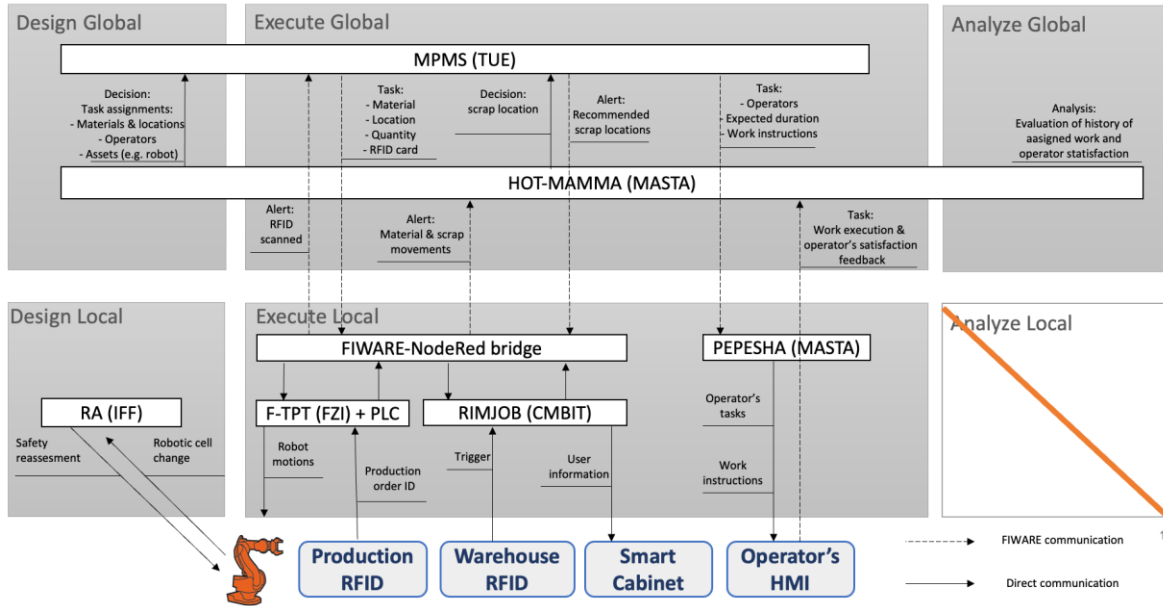 Design Global
Execute Global
Analyze Global
MPMS (TUE)
Decision:
Task assignments:
- Materials & locations
- Operators
- Assets (e.g. robot)
Task:
- Material
- Location
- Quantity
- RFID card
Decision:
scrap location
Alert:
Recommended
scrap locations
Task:
- Operators
- Expected duration
- Work instructions
Analysis:
Evaluation of history of
aasigned work and
operator statisfaction
HOT-MAMMA (MASTA)
Alert:
RFID
scanned
Alert:
Material & scrap
movements
Task:
Work execution &
operator's satisfaction
feedback
Design Local
Execute Local
Analyze Local
FIWARE-NodeRed bridge
PEPESHA (MASTA)
RA (IFF)
F-TPT (FZI) + PLC
RIMJOB (CMBIT)
Safety
reassesment
Robotic cell
change
Robot
motions
Production
order ID
Trigger
User
information
Operator's
tasks
Work
instructions
Production
RFID
Warehouse
RFID
Smart
Cabinet
Operator's
HMI
FIWARE communication
Direct communication
1